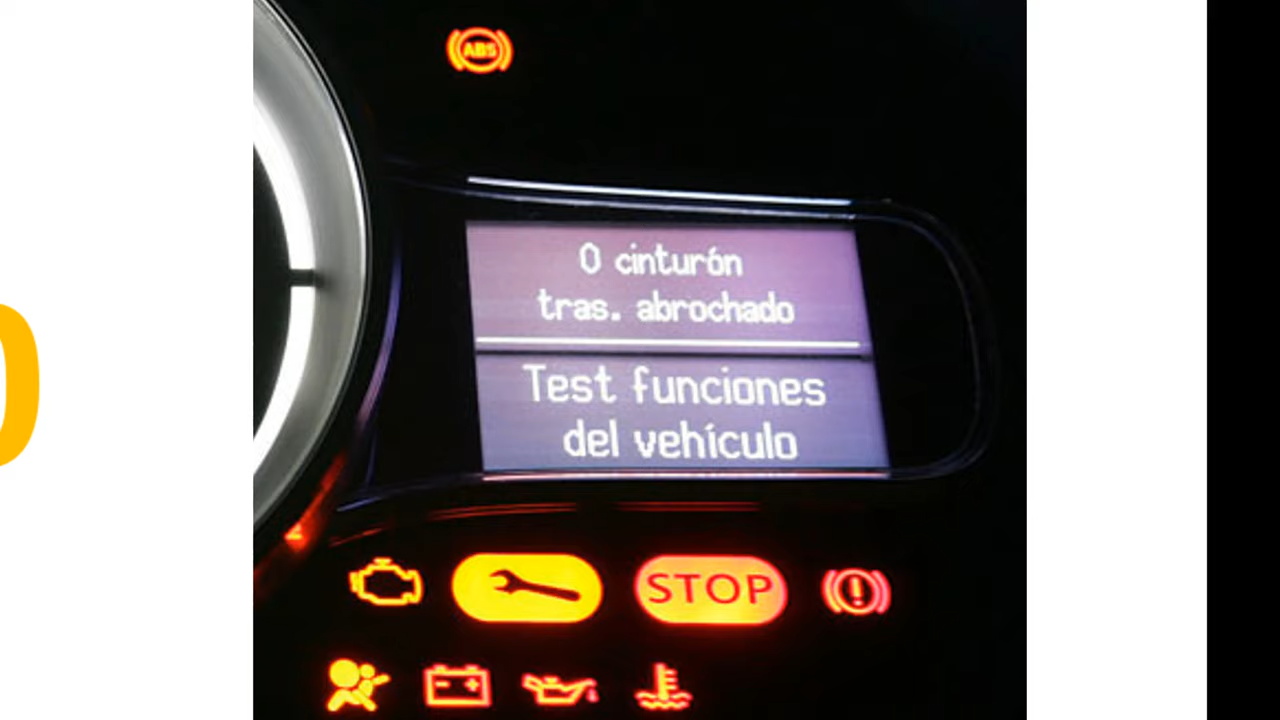 ABS
0 cinturón
tras. abrochado
Test funciones
del vehículo
STOP